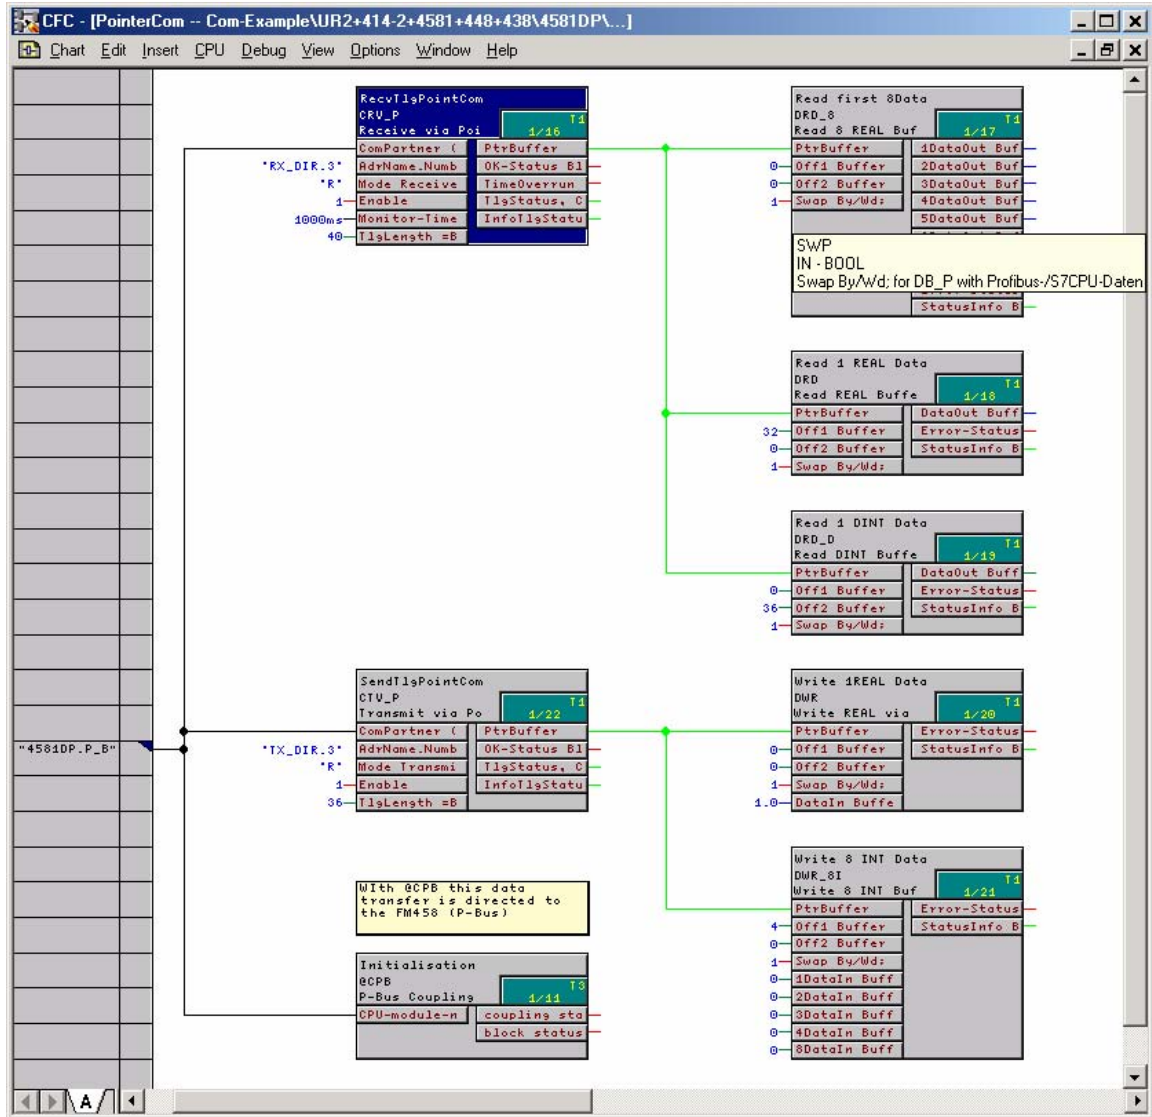 CFC - [PointerCom -- Com-Example\UR2+414-2+4581+448+438\4581DP\...]
Chart Edit Insert CPU Debug View Options Window Help
RecvTlgPointCom
CRV_P
Receive via Poi
T1
1/16
ComPartner (
PtrBuffer
"RX_DIR.3"
AdrName.Numb
OK-Status Bl
"R"
Mode Receive
TimeOverrun
1
Enable
TlgStatus, C
1000ms
Monitor-Time
InfoTlgStatu
40
TlgLength =B
Read first 8Data
DRD_8
Read 8 REAL Buf
T1
1/17
PtrBuffer
1DataOut Buf
0
Off1 Buffer
2DataOut Buf
0
Off2 Buffer
3DataOut Buf
1
Swap By/Wd;
4DataOut Buf
5DataOut Buf
SWP
IN - BOOL
Swap By/Wd; for DB_P with Profibus-/S7CPU-Daten
StatusInfo B
Read 1 REAL Data
DRD
Read REAL Buffe
T1
1/18
PtrBuffer
DataOut Buff
32
Off1 Buffer
Error-Status
0
Off2 Buffer
StatusInfo B
1
Swap By/Wd;
Read 1 DINT Data
DRD_D
Read DINT Buffe
T1
1/19
PtrBuffer
DataOut Buff
0
Off1 Buffer
Error-Status
36
Off2 Buffer
StatusInfo B
1
Swap By/Wd;
"4581DP.P_B"
SendTlgPointCom
CTV_P
Transmit via Po
T1
1/22
ComPartner (
PtrBuffer
"TX_DIR.3"
AdrName.Numb
OK-Status Bl
"R"
Mode Transmi
TlgStatus, C
1
Enable
InfoTlgStatu
36
TlgLength =B
Write 1REAL Data
DWR
Write REAL via
T1
1/20
PtrBuffer
Error-Status
0
Off1 Buffer
StatusInfo B
0
Off2 Buffer
1
Swap By/Wd;
1.0
DataIn Buffe
WIth @CPB this data
transfer is directed to
the FM458 (P-Bus)
Write 8 INT Data
DWR_8I
Write 8 INT Buf
T1
1/21
PtrBuffer
Error-Status
4
Off1 Buffer
StatusInfo B
0
Off2 Buffer
1
Swap By/Wd;
0
1DataIn Buff
0
2DataIn Buff
0
3DataIn Buff
0
4DataIn Buff
0
8DataIn Buff
Initialisation
@CPB
P-Bus Coupling
T3
1/11
CPU-module-n
coupling sta
block status
A